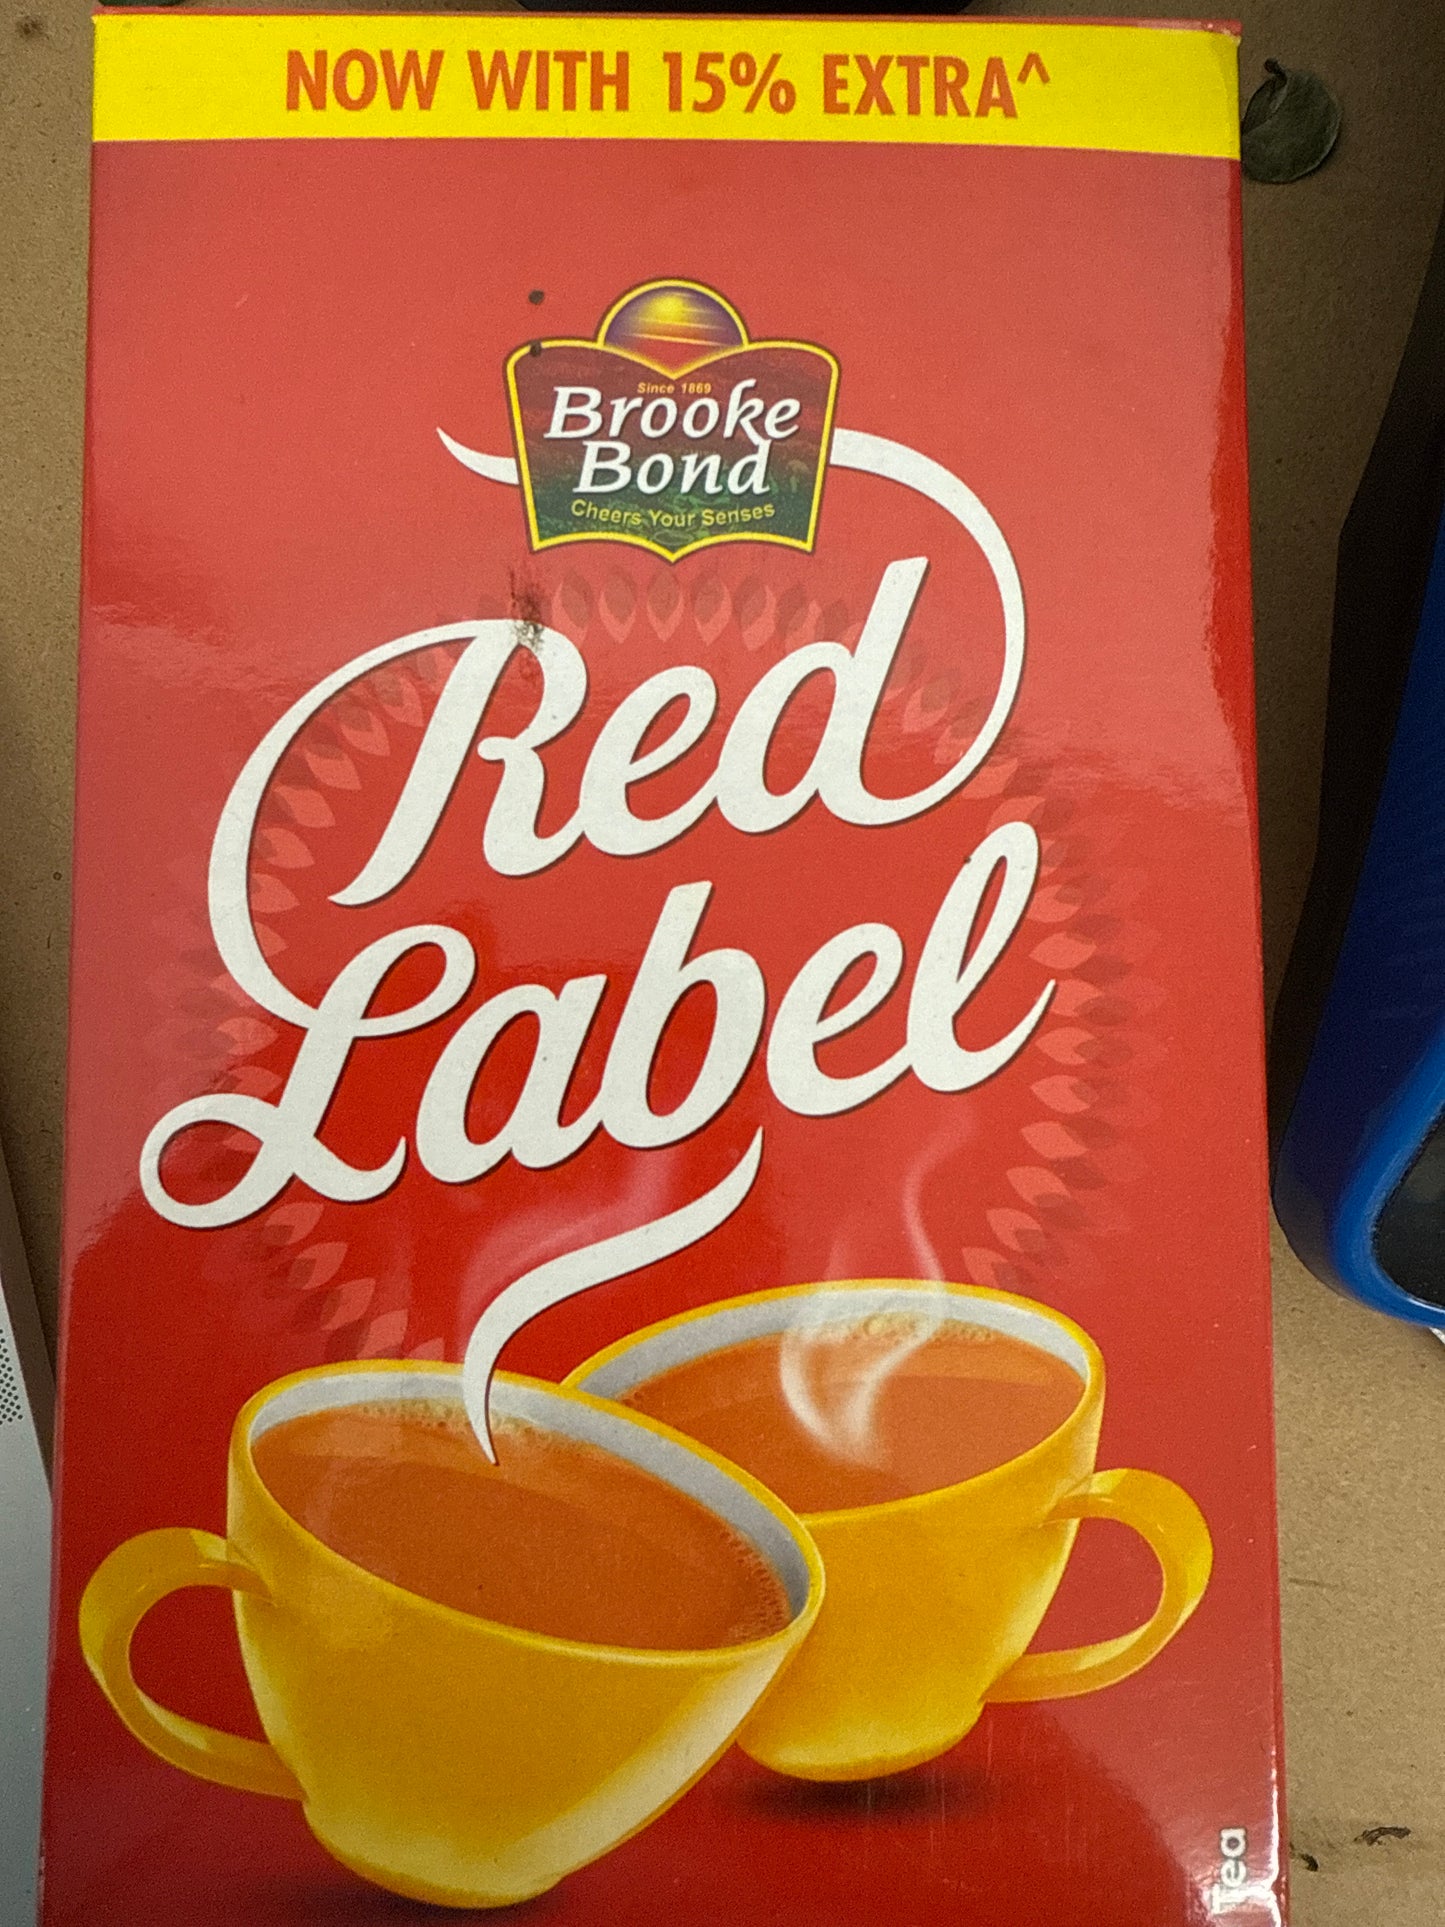 NOW WITH 15% EXTRA^
Since 1869
Brooke
Bond
Cheers Your Senses
Red
Label
Tea